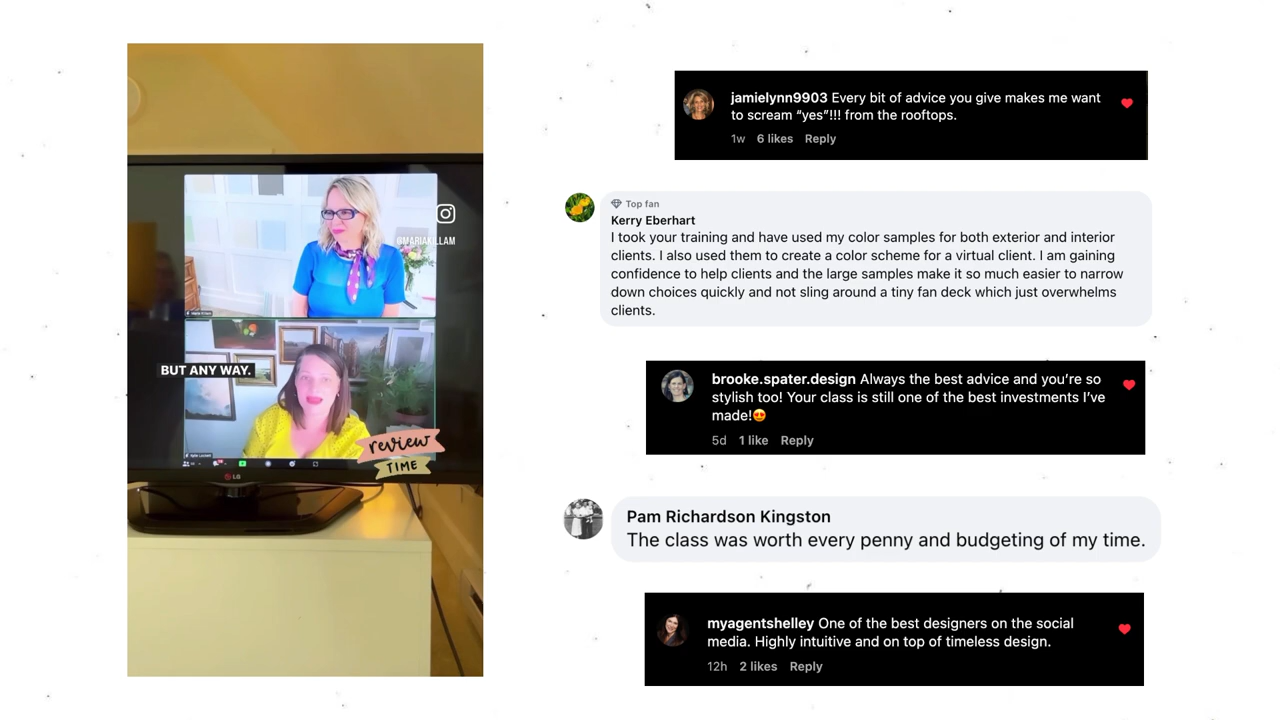 @MARIAKILLAM
BUT ANY WAY.
review
TIME
LG
jamielynn9903 Every bit of advice you give makes me want
to scream “yes”!!! from the rooftops.
1w 6 likes Reply
Top fan
Kerry Eberhart
I took your training and have used my color samples for both exterior and interior
clients. I also used them to create a color scheme for a virtual client. I am gaining
confidence to help clients and the large samples make it so much easier to narrow
down choices quickly and not sling around a tiny fan deck which just overwhelms
clients.
brooke.spater.design Always the best advice and you’re so
stylish too! Your class is still one of the best investments I’ve
made!😍
5d 1 like Reply
Pam Richardson Kingston
The class was worth every penny and budgeting of my time.
myagentshelley One of the best designers on the social
media. Highly intuitive and on top of timeless design.
12h 2 likes Reply